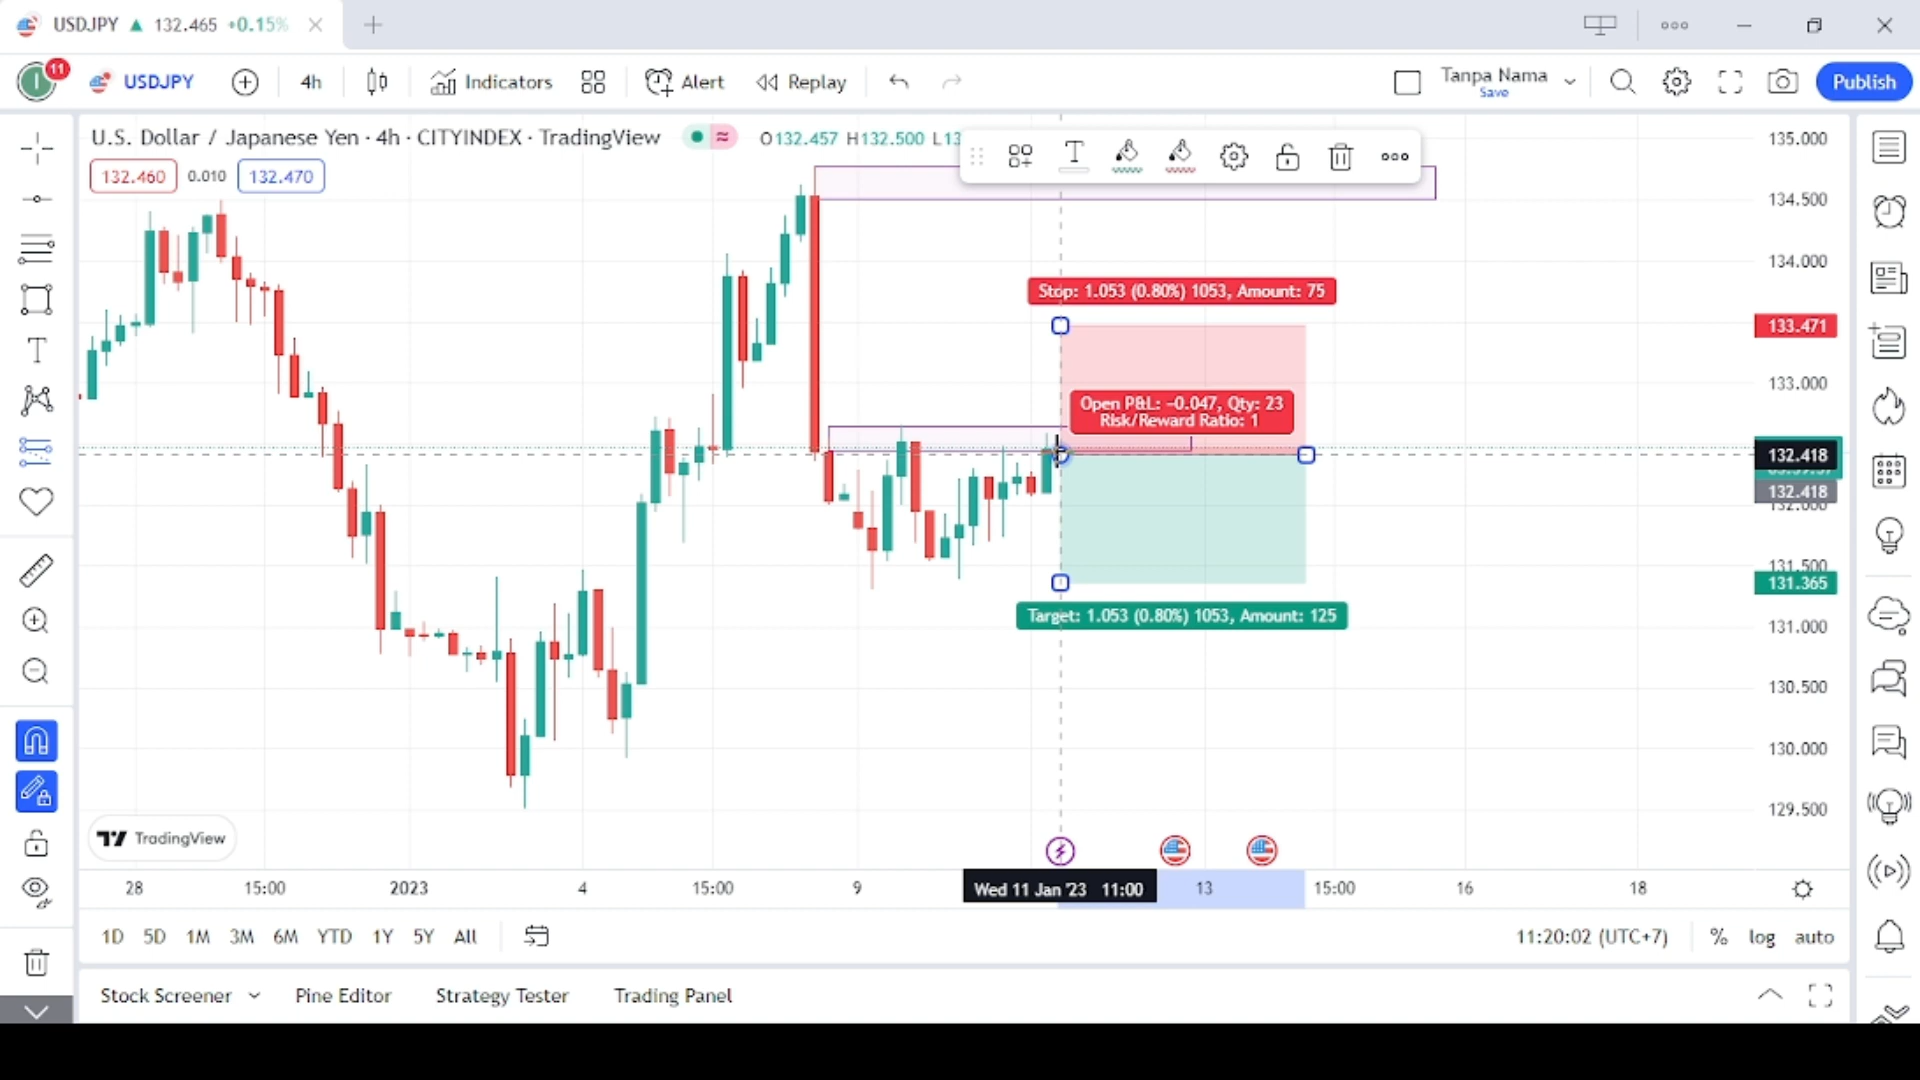 USDJPY ▲ 132.465 +0.15%
11
I USDJPY 4h Indicators Alert Replay Tanpa Nama Publish
Save
U.S. Dollar / Japanese Yen · 4h · CITYINDEX · TradingView O132.457 H132.500 L13
132.460 0.010 132.470
T
135.000
134.500
134.000
Stop: 1.053 (0.80%) 1053, Amount: 75
133.471
133.000
Open P&L: −0.047, Qty: 23
Risk/Reward Ratio: 1
132.418
132.418
132.000
131.500
131.365
Target: 1.053 (0.80%) 1053, Amount: 125
131.000
130.500
130.000
129.500
TradingView
28 15:00 2023 4 15:00 9 Wed 11 Jan '23 11:00 13 15:00 16 18
1D 5D 1M 3M 6M YTD 1Y 5Y All 11:20:02 (UTC+7) % log auto
Stock Screener Pine Editor Strategy Tester Trading Panel